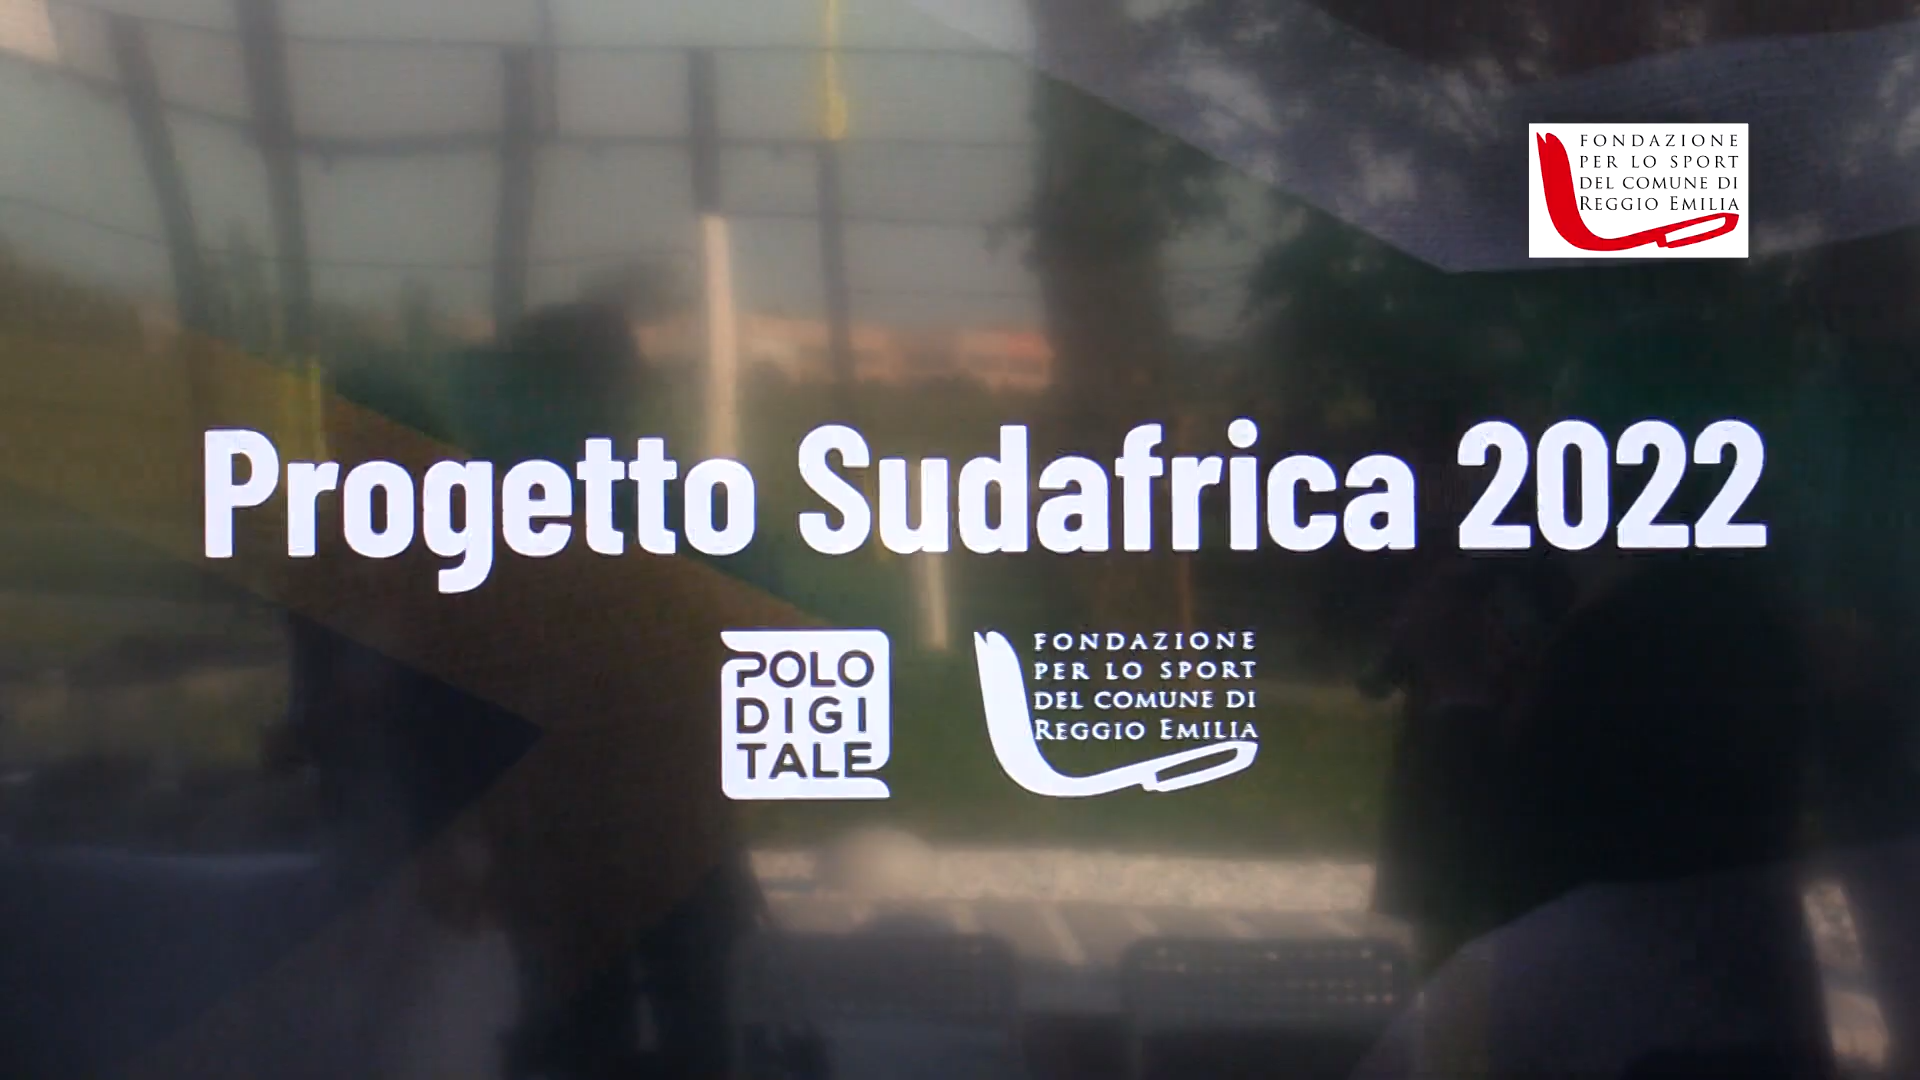 FONDAZIONE
PER LO SPORT
DEL COMUNE DI
REGGIO EMILIA
Progetto Sudafrica 2022
POLO
DIGI
TALE
FONDAZIONE
PER LO SPORT
DEL COMUNE DI
REGGIO EMILIA